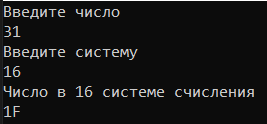 Введите число
31
Введите систему
16
Число в 16 системе счисления
1F